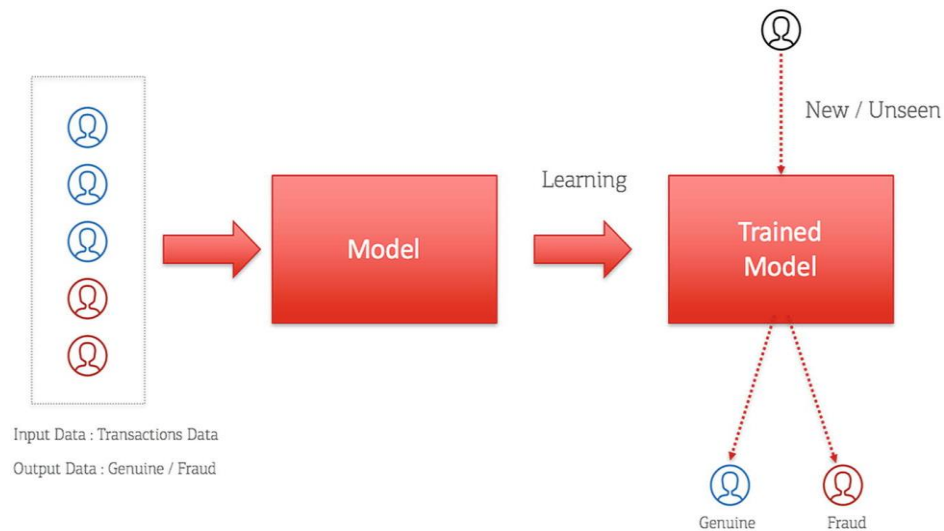 New / Unseen
Learning
Model
Trained
Model
Input Data : Transactions Data
Output Data : Genuine / Fraud
Genuine
Fraud